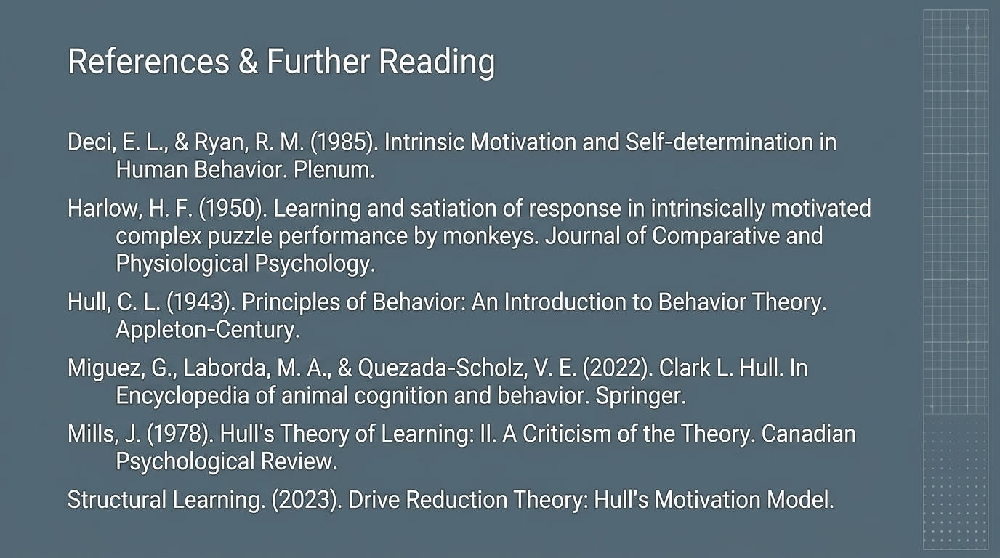 References & Further Reading
Deci, E. L., & Ryan, R. M. (1985). Intrinsic Motivation and Self-determination in
Human Behavior. Plenum.
Harlow, H. F. (1950). Learning and satiation of response in intrinsically motivated
complex puzzle performance by monkeys. Journal of Comparative and
Physiological Psychology.
Hull, C. L. (1943). Principles of Behavior: An Introduction to Behavior Theory.
Appleton-Century.
Miguez, G., Laborda, M. A., & Quezada-Scholz, V. E. (2022). Clark L. Hull. In
Encyclopedia of animal cognition and behavior. Springer.
Mills, J. (1978). Hull's Theory of Learning: ll. A Criticism of the Theory. Canadian
Psychological Review.
Structural Learning. (2023). Drive Reduction Theory: Hull's Motivation Model.